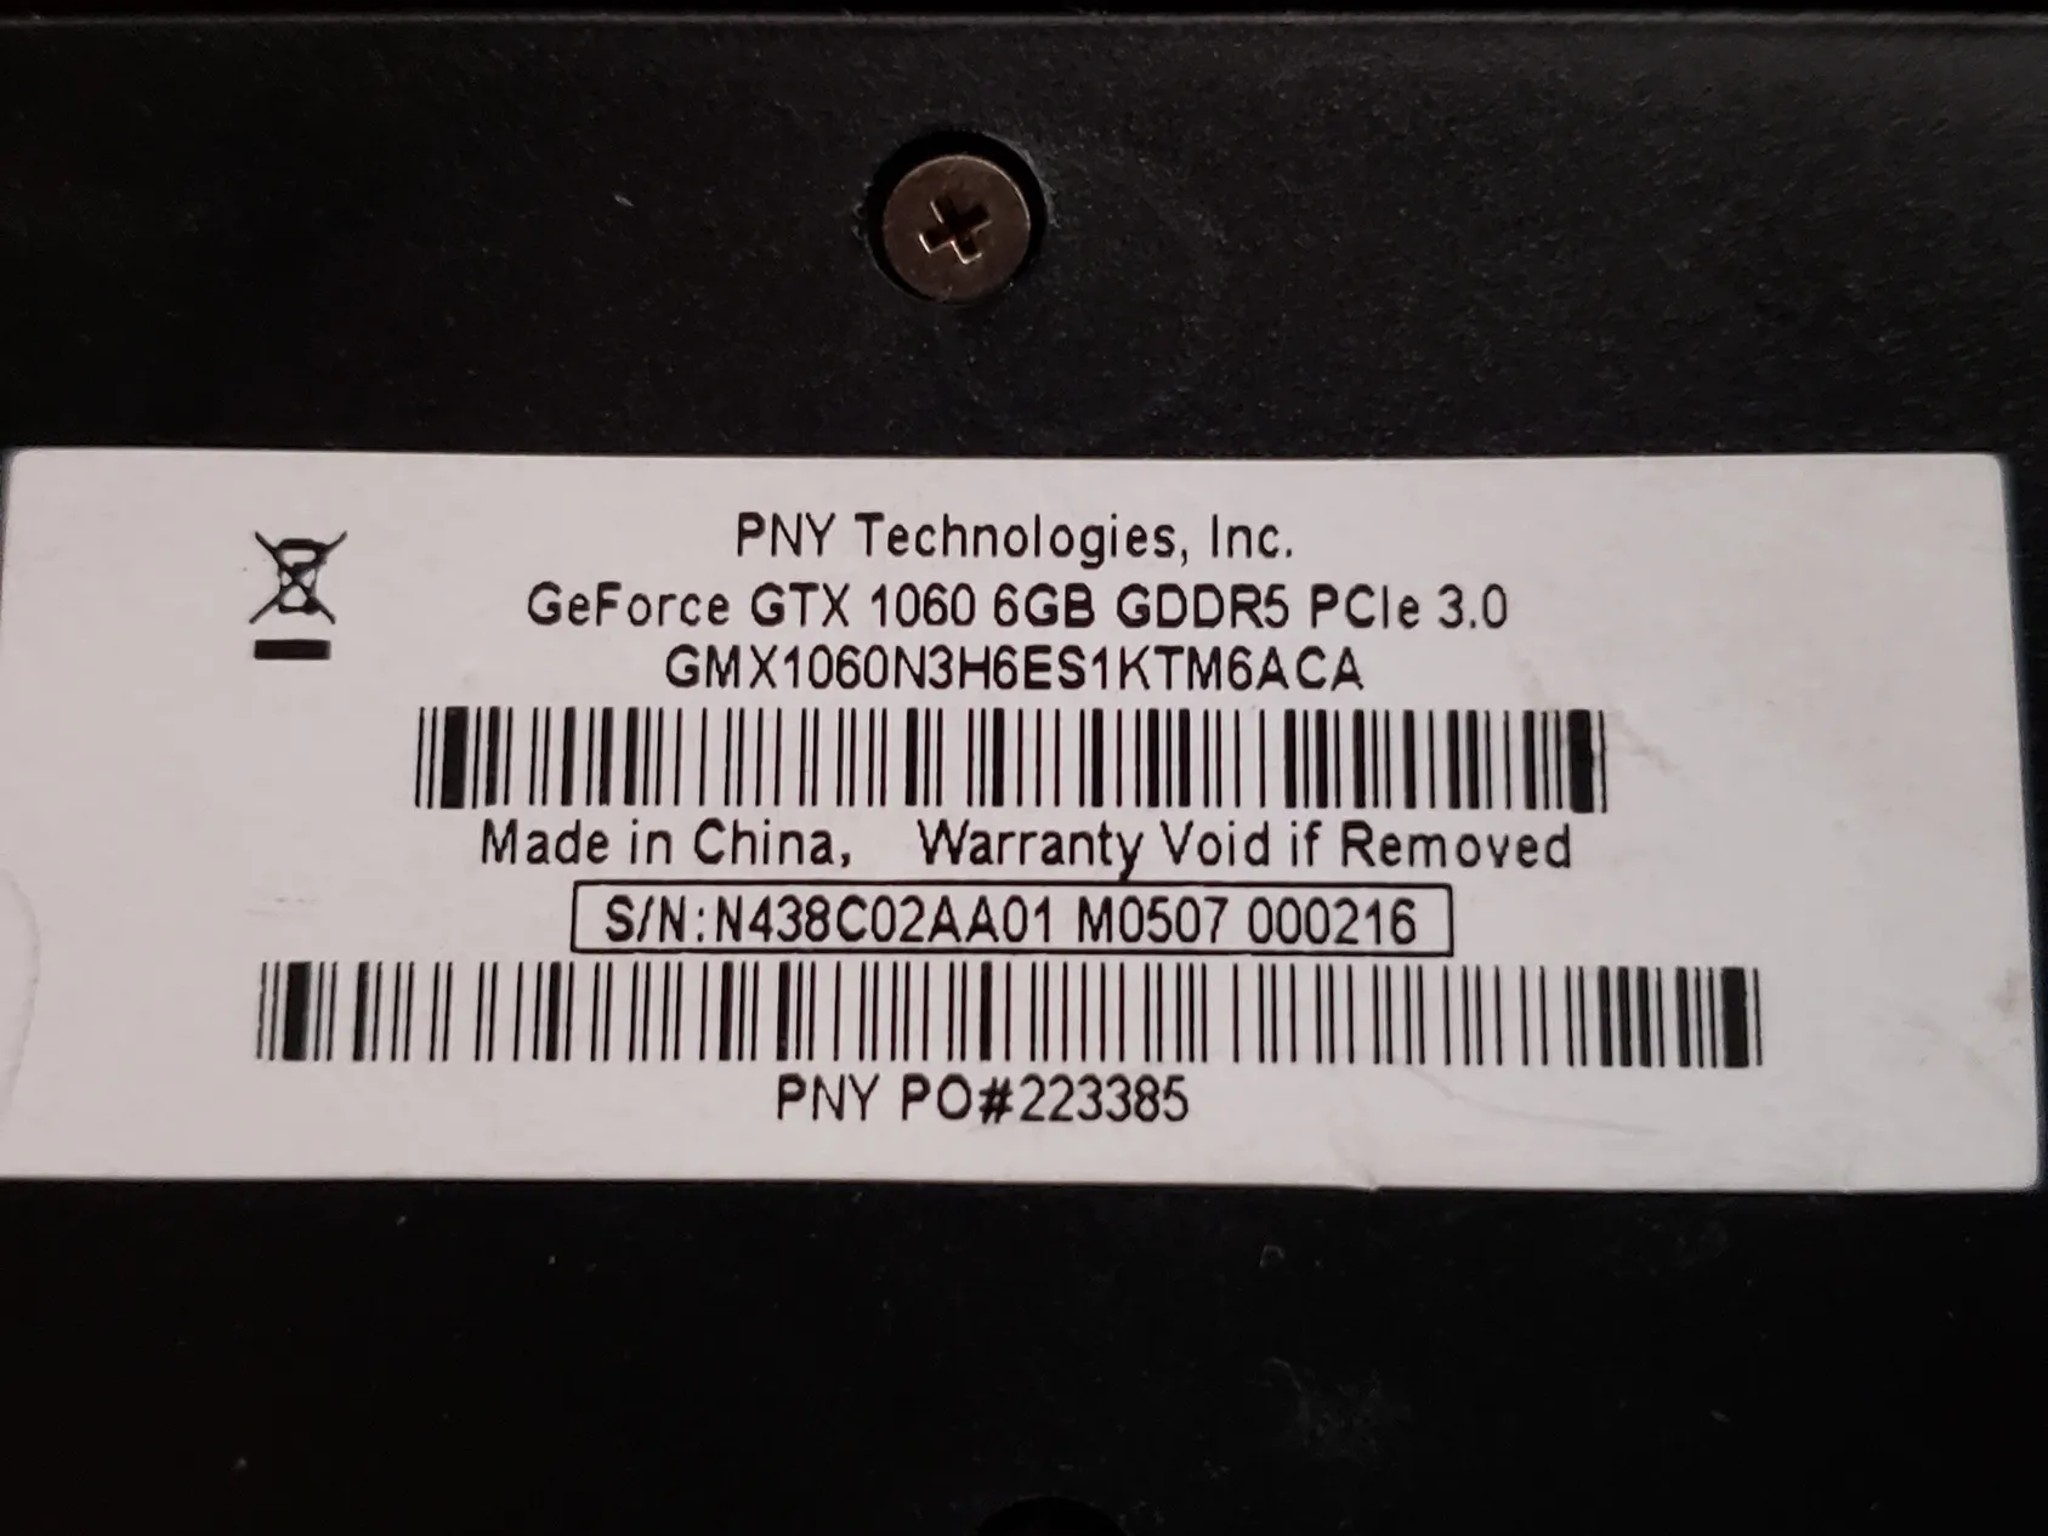 PNY Technologies, Inc.
GeForce GTX 1060 6GB GDDR5 PCIe 3.0
GMX1060N3H6ES1KTM6ACA
Made in China, Warranty Void if Removed
S/N:N438C02AA01 M0507 000216
PNY PO#223385